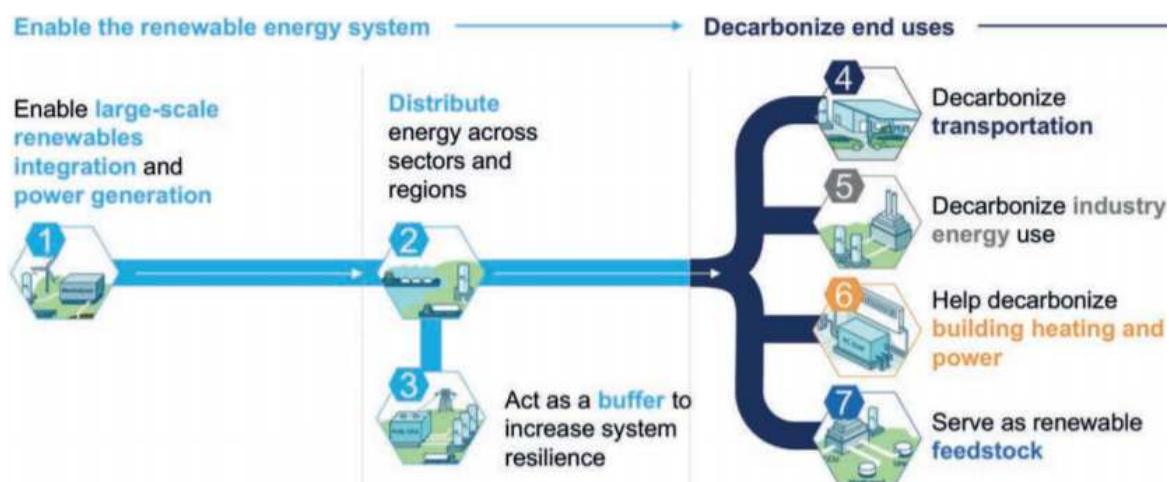 Enable the renewable energy system
Decarbonize end uses
Enable large-scale
renewables
integration and
power generation
1
Distribute
energy across
sectors and
regions
2
3
Act as a buffer to
increase system
resilience
4
Decarbonize
transportation
5
Decarbonize industry
energy use
6
Help decarbonize
building heating and
power
7
Serve as renewable
feedstock